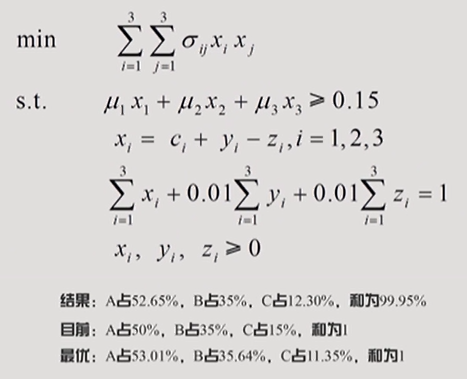 min $\sum_{i=1}^{3} \sum_{j=1}^{3} \sigma_{ij} x_i x_j$
s.t. $\mu_1 x_1 + \mu_2 x_2 + \mu_3 x_3 \geqslant 0.15$
$x_i = c_i + y_i - z_i, i = 1,2,3$
$\sum_{i=1}^{3} x_i + 0.01 \sum_{i=1}^{3} y_i + 0.01 \sum_{i=1}^{3} z_i = 1$
$x_i, y_i, z_i \geqslant 0$
结果：A占52.65%，B占35%，C占12.30%，和为99.95%
目前：A占50%，B占35%，C占15%，和为1
最优：A占53.01%，B占35.64%，C占11.35%，和为1